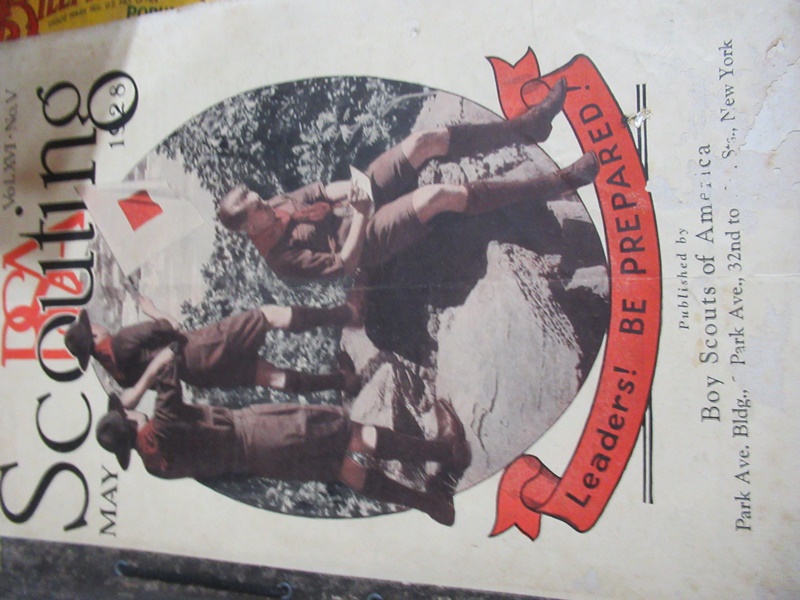 Vol. XVI · No. V
Scouting
MAY 1928
Leaders! BE PREPARED!
Published by
Boy Scouts of America
Park Ave. Bldg., Park Ave., 32nd to New York